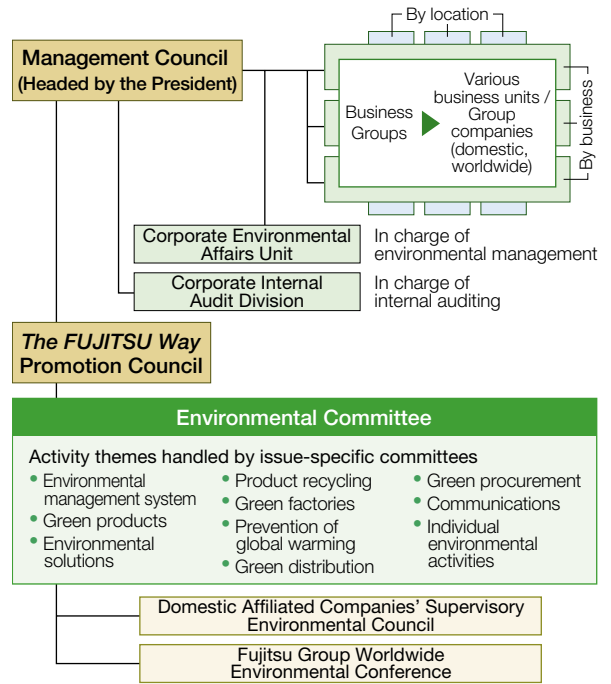 By location
Management Council
(Headed by the President)
Business
Groups
Various
business units /
Group
companies
(domestic,
worldwide)
By business
Corporate Environmental
Affairs Unit
In charge of
environmental management
Corporate Internal
Audit Division
In charge of
internal auditing
The FUJITSU Way
Promotion Council
Environmental Committee
Activity themes handled by issue-specific committees
• Environmental
management system
• Green products
• Environmental
solutions
• Product recycling
• Green factories
• Prevention of
global warming
• Green distribution
• Green procurement
• Communications
• Individual
environmental
activities
Domestic Affiliated Companies’ Supervisory
Environmental Council
Fujitsu Group Worldwide
Environmental Conference